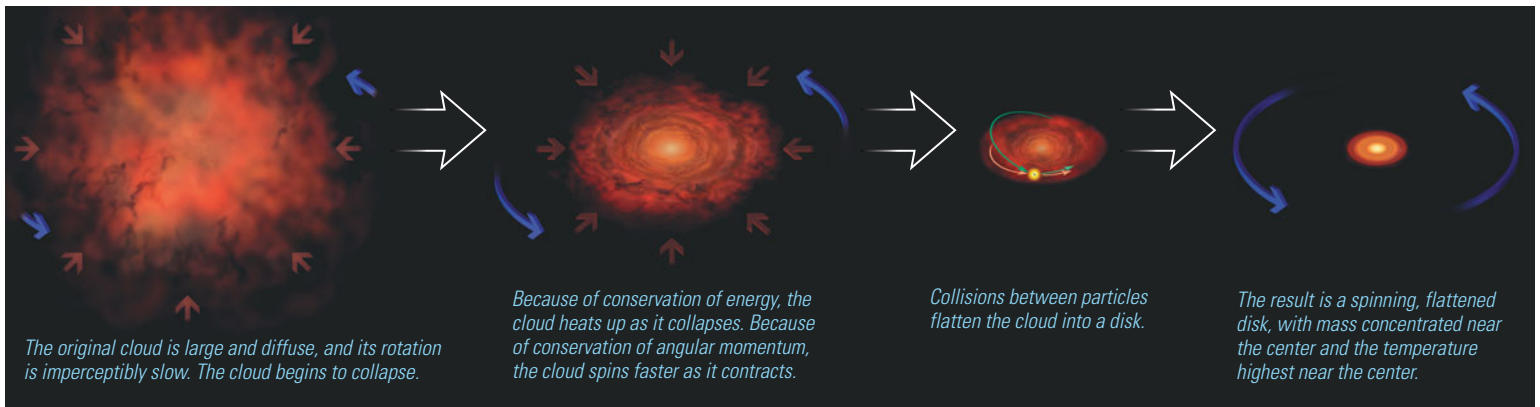 The original cloud is large and diffuse, and its rotation
is imperceptibly slow. The cloud begins to collapse.
Because of conservation of energy, the
cloud heats up as it collapses. Because
of conservation of angular momentum,
the cloud spins faster as it contracts.
Collisions between particles
flatten the cloud into a disk.
The result is a spinning, flattened
disk, with mass concentrated near
the center and the temperature
highest near the center.